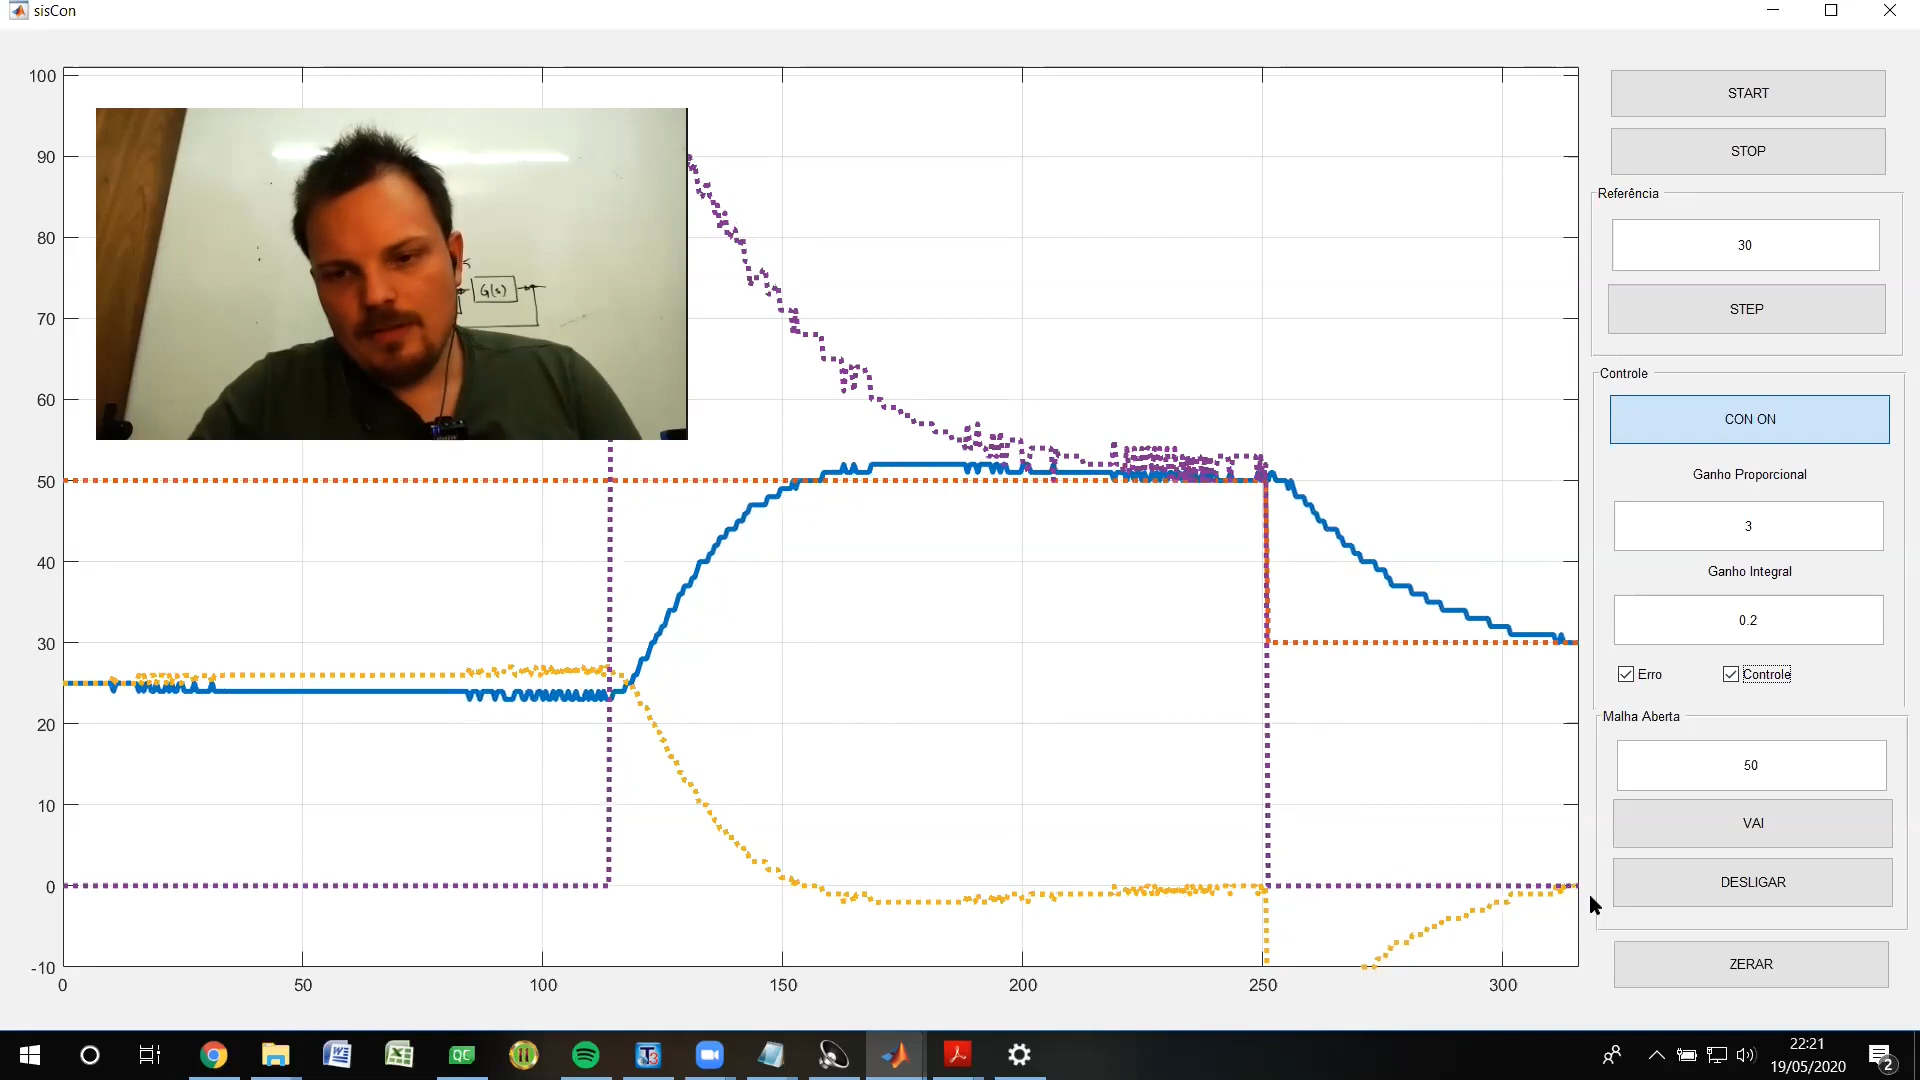 sisCon
100
90
80
70
60
50
40
30
20
10
0
-10
0 50 100 150 200 250 300
G(s)
START
STOP
Referência
30
STEP
Controle
CON ON
Ganho Proporcional
3
Ganho Integral
0.2
Erro Controle
Malha Aberta
50
VAI
DESLIGAR
ZERAR
QC
22:21
19/05/2020
2